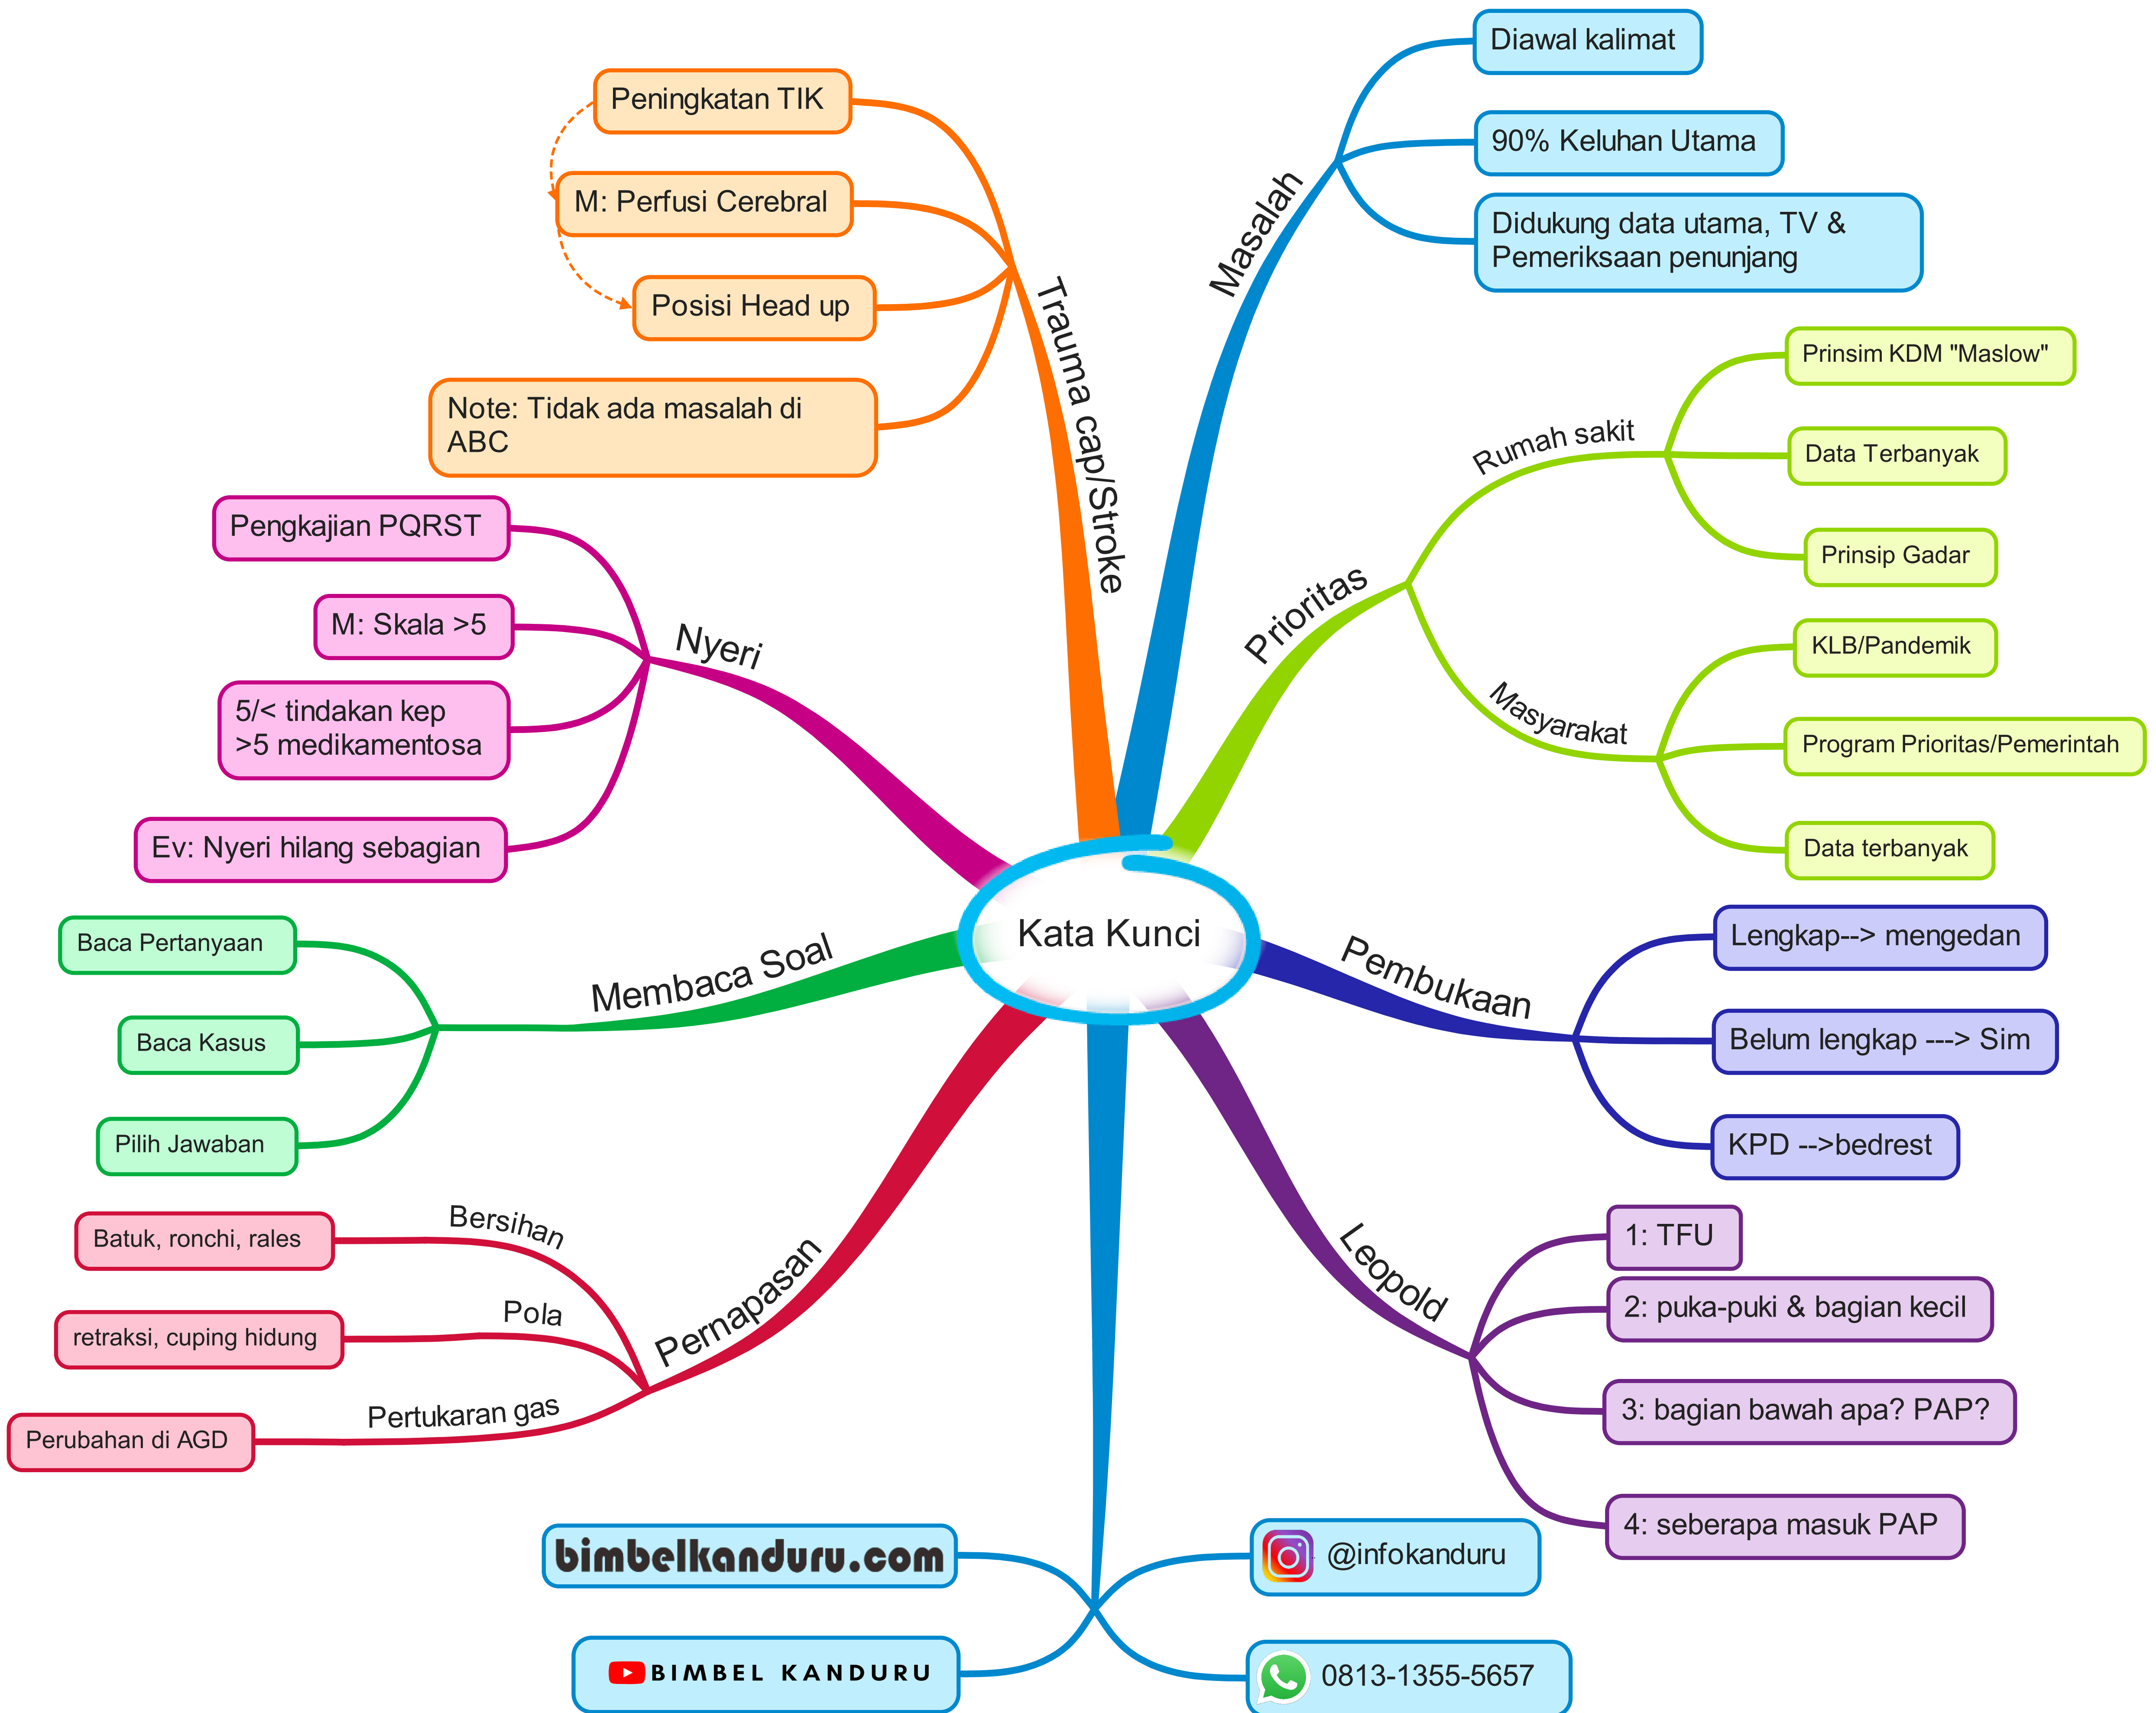 Kata Kunci
Masalah
Diawal kalimat
90% Keluhan Utama
Didukung data utama, TV &
Pemeriksaan penunjang
Prioritas
Rumah sakit
Prinsim KDM "Maslow"
Data Terbanyak
Prinsip Gadar
Masyarakat
KLB/Pandemik
Program Prioritas/Pemerintah
Data terbanyak
Pembukaan
Lengkap--> mengedan
Belum lengkap ---> Sim
KPD -->bedrest
Leopold
1: TFU
2: puka-puki & bagian kecil
3: bagian bawah apa? PAP?
4: seberapa masuk PAP
@infokanduru
0813-1355-5657
bimbelkanduru.com
BIMBEL KANDURU
Pernapasan
Bersihan
Batuk, ronchi, rales
Pola
retraksi, cuping hidung
Pertukaran gas
Perubahan di AGD
Membaca Soal
Baca Pertanyaan
Baca Kasus
Pilih Jawaban
Nyeri
Pengkajian PQRST
M: Skala >5
5/< tindakan kep
>5 medikamentosa
Ev: Nyeri hilang sebagian
Trauma cap/Stroke
Peningkatan TIK
M: Perfusi Cerebral
Posisi Head up
Note: Tidak ada masalah di
ABC